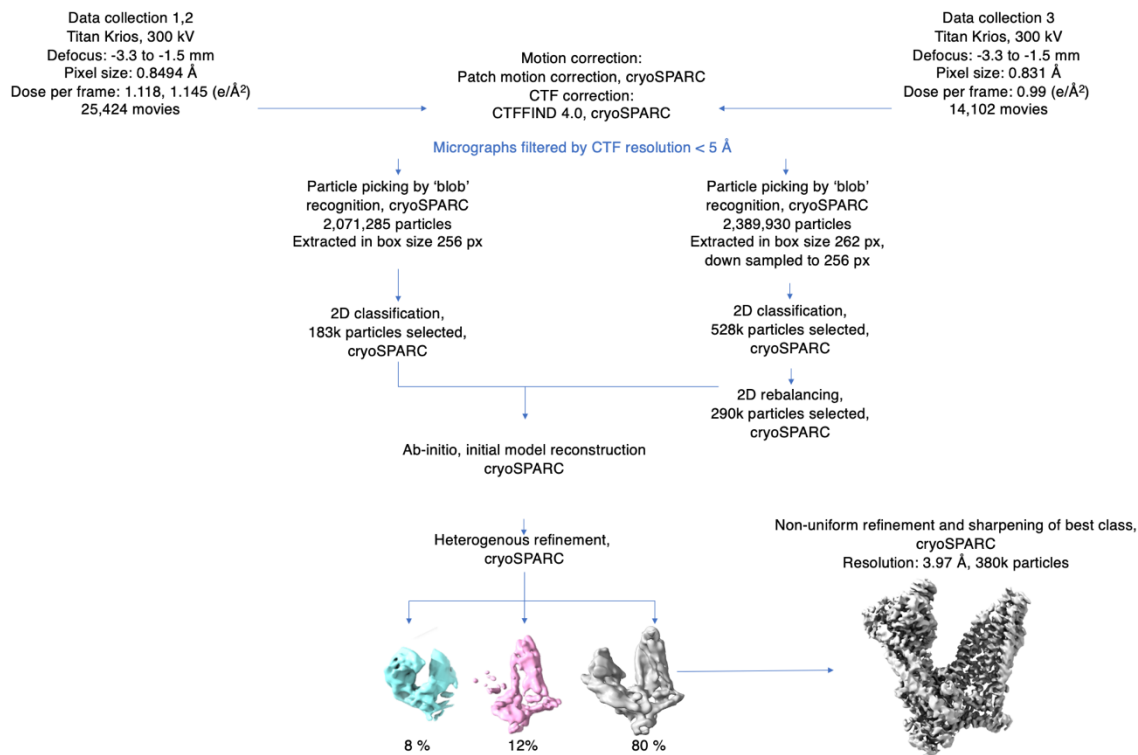 Data collection 1,2
Titan Krios, 300 kV
Defocus: -3.3 to -1.5 mm
Pixel size: 0.8494 Å
Dose per frame: 1.118, 1.145 (e/Å²)
25,424 movies
Motion correction:
Patch motion correction, cryoSPARC
CTF correction:
CTFFIND 4.0, cryoSPARC
Data collection 3
Titan Krios, 300 kV
Defocus: -3.3 to -1.5 mm
Pixel size: 0.831 Å
Dose per frame: 0.99 (e/Å²)
14,102 movies
Micrographs filtered by CTF resolution < 5 Å
Particle picking by ‘blob’
recognition, cryoSPARC
2,071,285 particles
Extracted in box size 256 px
Particle picking by ‘blob’
recognition, cryoSPARC
2,389,930 particles
Extracted in box size 262 px,
down sampled to 256 px
2D classification,
183k particles selected,
cryoSPARC
2D classification,
528k particles selected,
cryoSPARC
2D rebalancing,
290k particles selected,
cryoSPARC
Ab-initio, initial model reconstruction
cryoSPARC
Heterogenous refinement,
cryoSPARC
Non-uniform refinement and sharpening of best class,
cryoSPARC
Resolution: 3.97 Å, 380k particles
8 %
12%
80 %